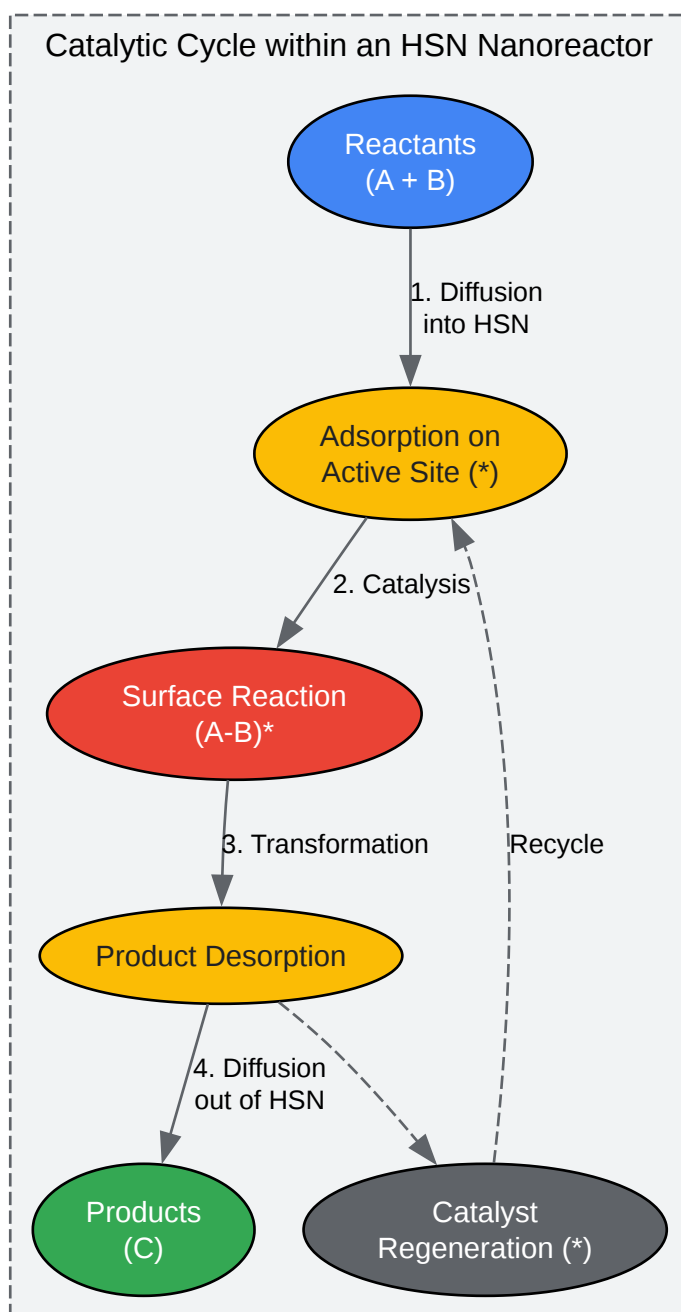 Catalytic Cycle within an HSN Nanoreactor
Reactants
(A + B)
1. Diffusion
into HSN
Adsorption on
Active Site (*)
2. Catalysis
Surface Reaction
(A-B)*
3. Transformation
Recycle
Product Desorption
4. Diffusion
out of HSN
Products
(C)
Catalyst
Regeneration (*)